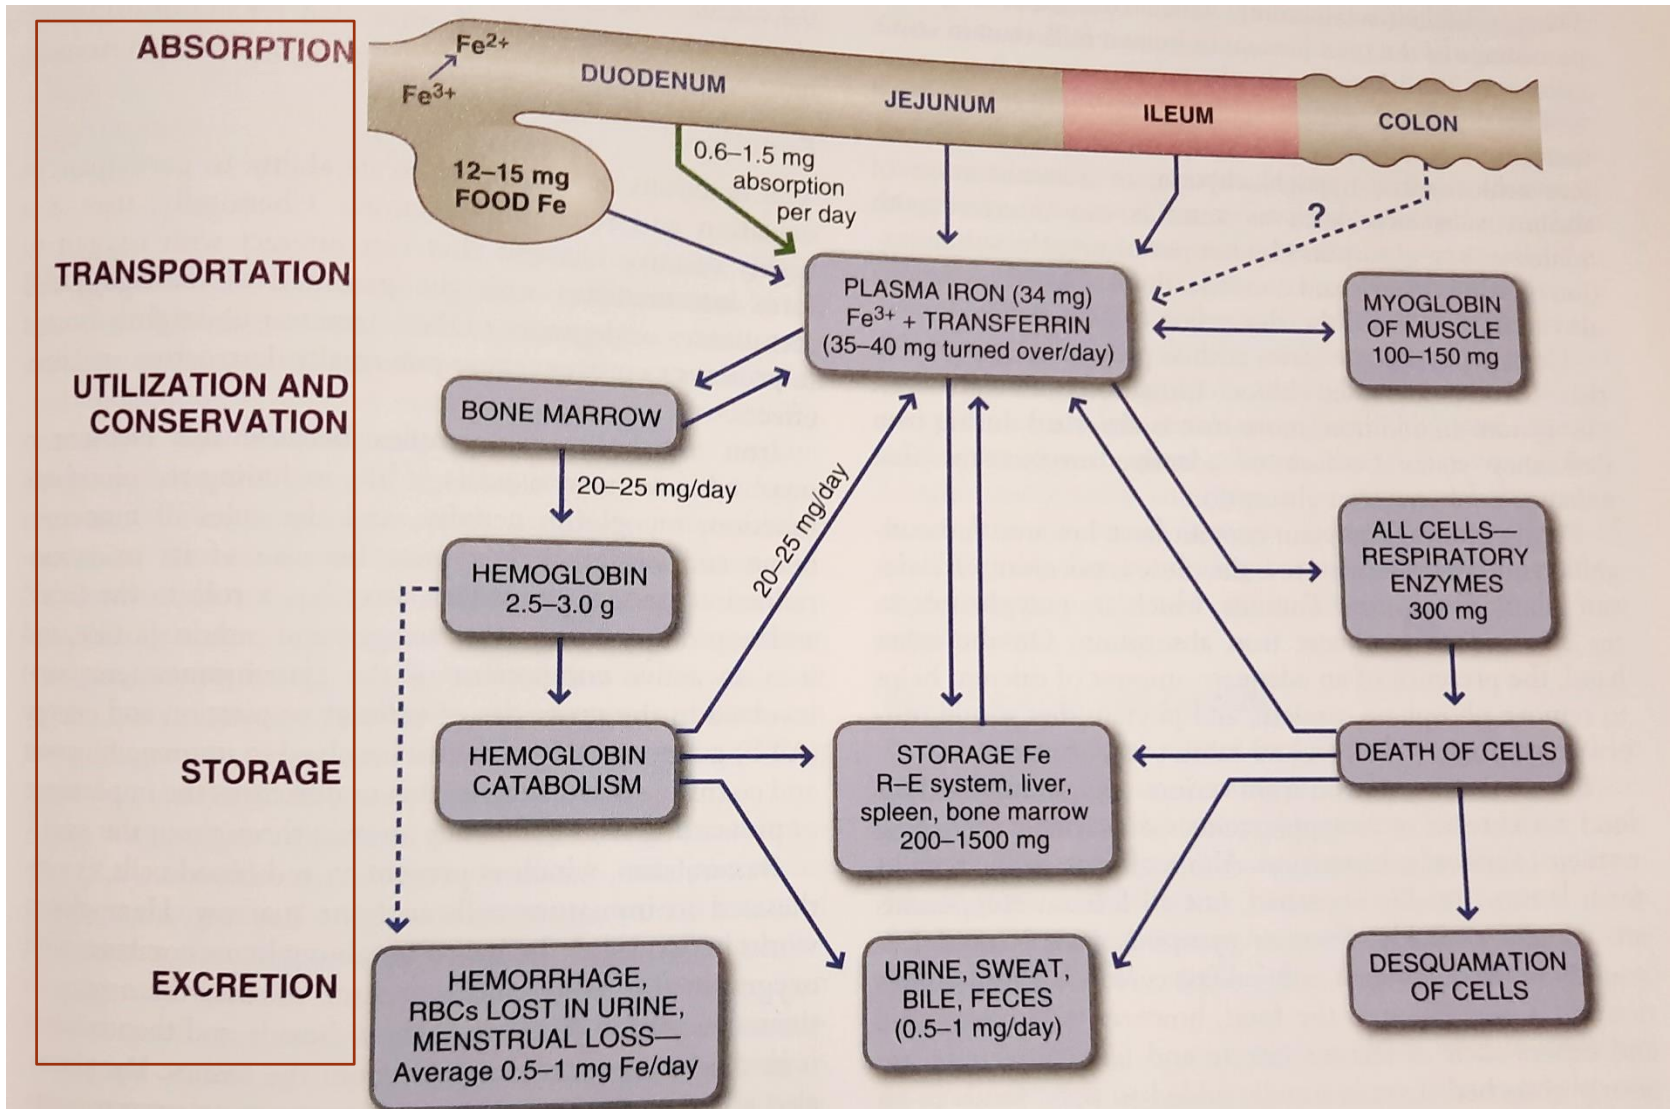 ABSORPTION
Fe2+
Fe3+
DUODENUM
JEJUNUM
ILEUM
COLON
12–15 mg
FOOD Fe
0.6–1.5 mg
absorption
per day
?
TRANSPORTATION
PLASMA IRON (34 mg)
Fe3+ + TRANSFERRIN
(35–40 mg turned over/day)
MYOGLOBIN
OF MUSCLE
100–150 mg
UTILIZATION AND
CONSERVATION
BONE MARROW
20–25 mg/day
20–25 mg/day
HEMOGLOBIN
2.5–3.0 g
ALL CELLS—
RESPIRATORY
ENZYMES
300 mg
STORAGE
HEMOGLOBIN
CATABOLISM
STORAGE Fe
R–E system, liver,
spleen, bone marrow
200–1500 mg
DEATH OF CELLS
EXCRETION
HEMORRHAGE,
RBCs LOST IN URINE,
MENSTRUAL LOSS—
Average 0.5–1 mg Fe/day
URINE, SWEAT,
BILE, FECES
(0.5–1 mg/day)
DESQUAMATION
OF CELLS